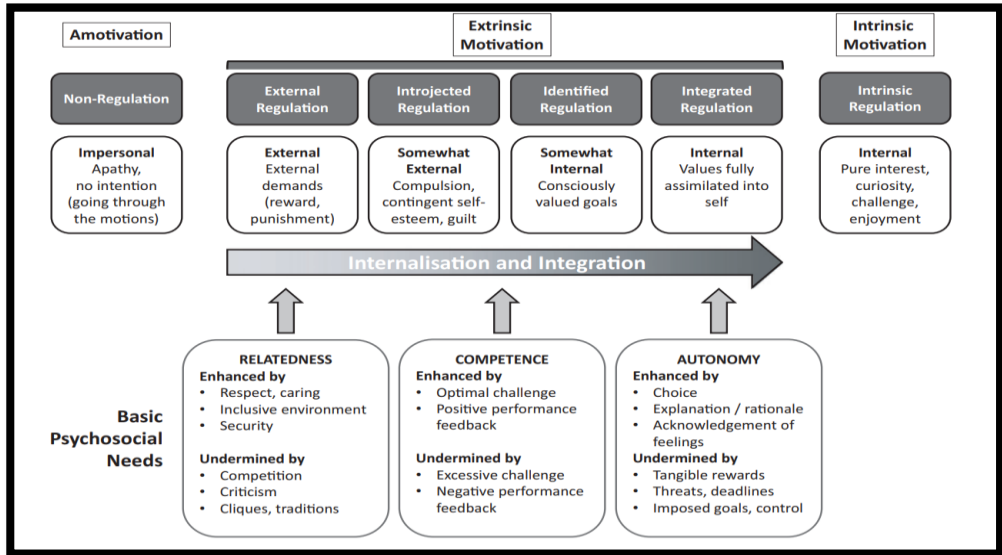 Amotivation
Extrinsic
Motivation
Intrinsic
Motivation
Non-Regulation
External
Regulation
Introjected
Regulation
Identified
Regulation
Integrated
Regulation
Intrinsic
Regulation
Impersonal
Apathy,
no intention
(going through
the motions)
External
External
demands
(reward,
punishment)
Somewhat
External
Compulsion,
contingent self-
esteem, guilt
Somewhat
Internal
Consciously
valued goals
Internal
Values fully
assimilated into
self
Internal
Pure interest,
curiosity,
challenge,
enjoyment
Internalisation and Integration
Basic
Psychosocial
Needs
RELATEDNESS
Enhanced by
• Respect, caring
• Inclusive environment
• Security
Undermined by
• Competition
• Criticism
• Cliques, traditions
COMPETENCE
Enhanced by
• Optimal challenge
• Positive performance
feedback
Undermined by
• Excessive challenge
• Negative performance
feedback
AUTONOMY
Enhanced by
• Choice
• Explanation / rationale
• Acknowledgement of
feelings
Undermined by
• Tangible rewards
• Threats, deadlines
• Imposed goals, control